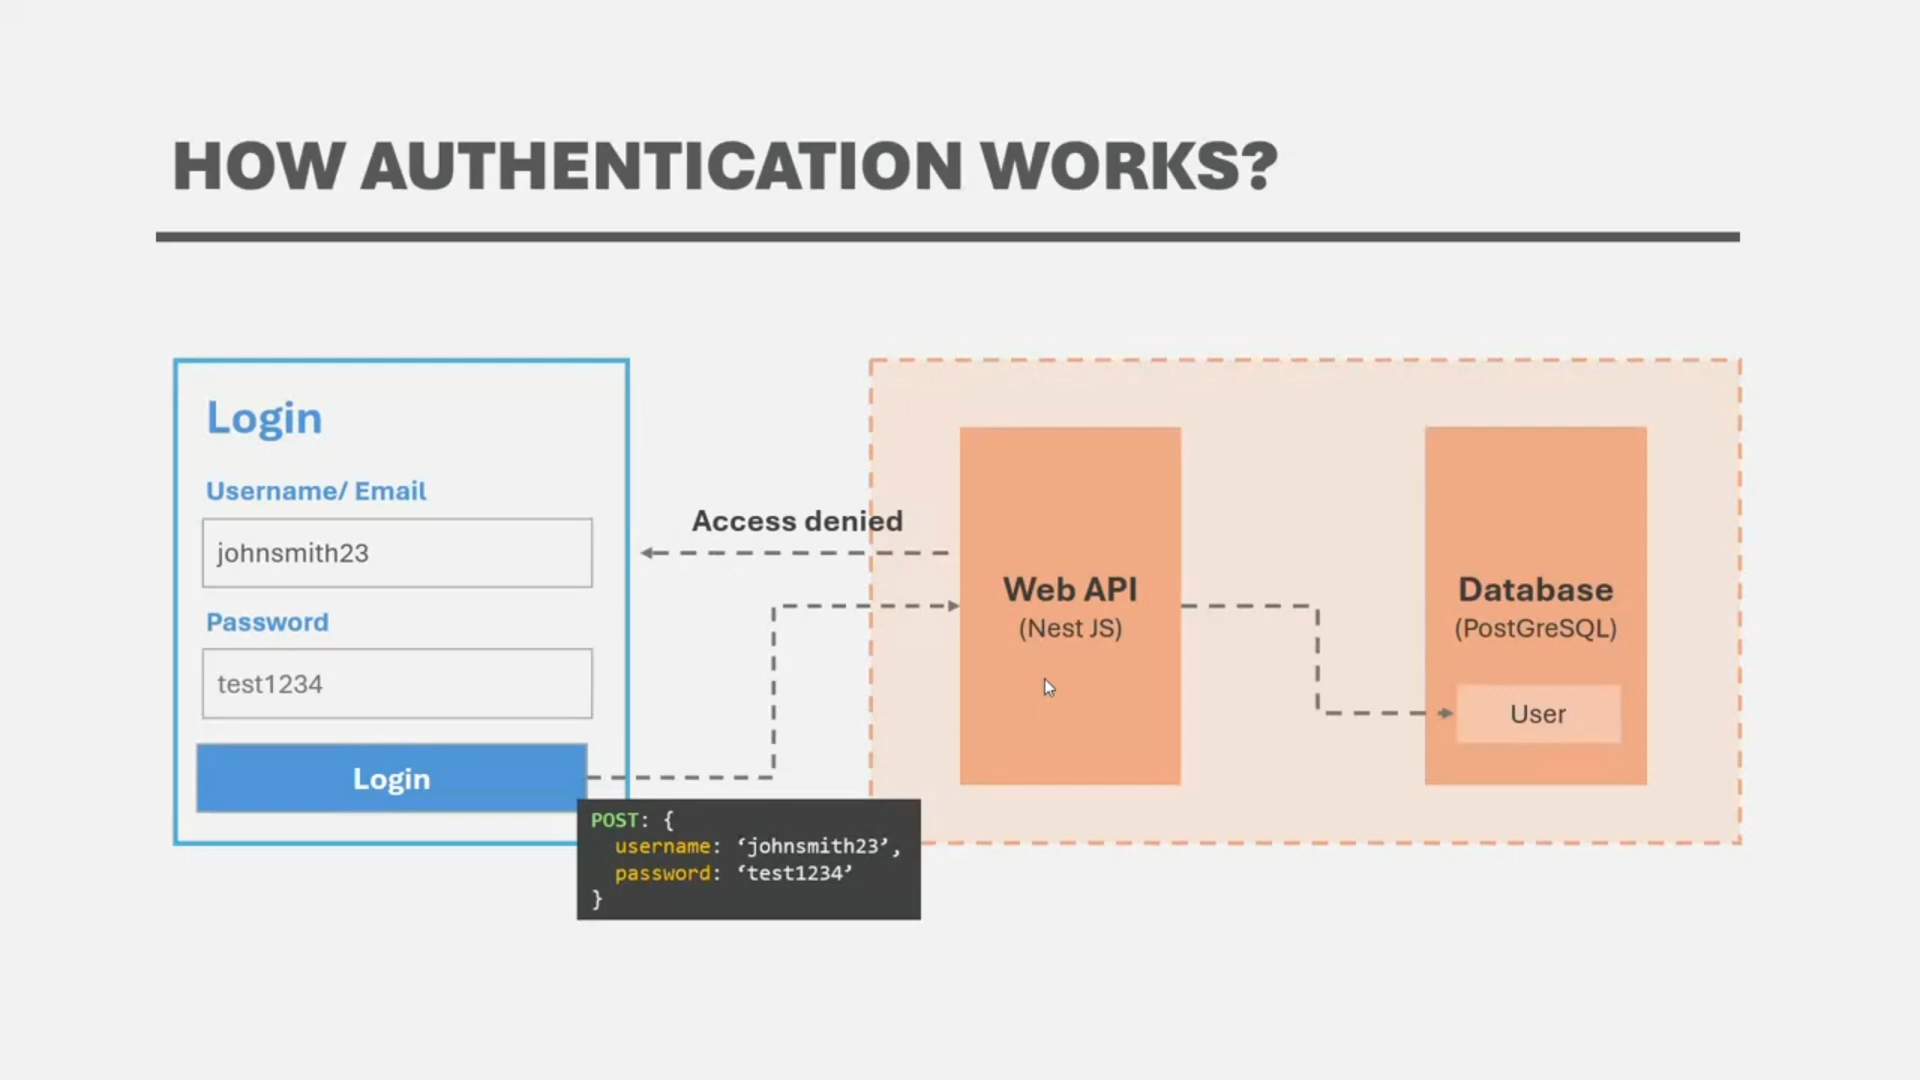 HOW AUTHENTICATION WORKS?
Login
Username/ Email
johnsmith23
Password
test1234
Login
POST: {
username: ‘johnsmith23’,
password: ‘test1234’
}
Access denied
Web API
(Nest JS)
Database
(PostGreSQL)
User